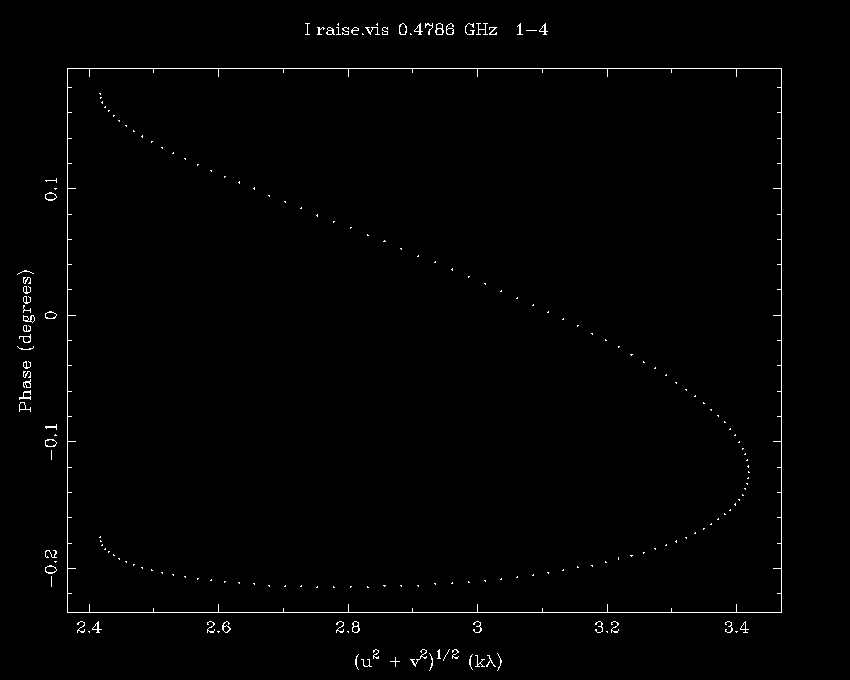 I raise.vis 0.4786 GHz 1−4
Phase (degrees)
0.1
0
−0.1
−0.2
2.4 2.6 2.8 3 3.2 3.4
(u² + v²)^1/2 (kλ)